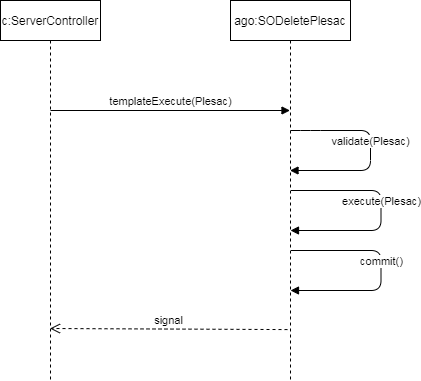 c:ServerController
ago:SODeletePlesac
templateExecute(Plesac)
validate(Plesac)
execute(Plesac)
commit()
signal